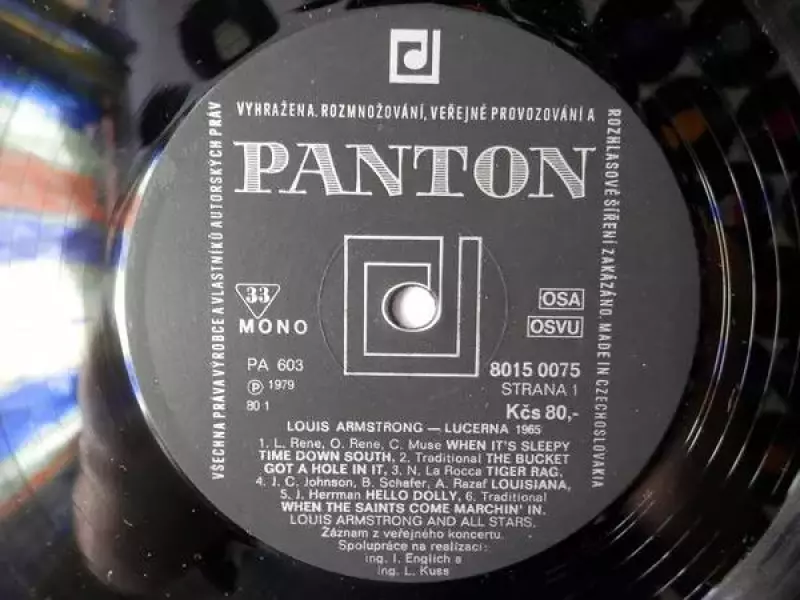 VŠECHNA PRÁVA VÝROBCE A VLASTNÍKŮ AUTORSKÝCH PRÁV
VYHRAŽENA. ROZMNOŽOVÁNÍ, VEŘEJNÉ PROVOZOVÁNÍ A
ROZHLASOVÉ ŠÍŘENÍ ZAKÁZÁNO. MADE IN CZECHOSLOVAKIA
PANTON
33
MONO
OSA
OSVU
PA 603
8015 0075
Ⓟ 1979
STRANA 1
80 1
Kčs 80,-
LOUIS ARMSTRONG — LUCERNA 1965
1. L. Rene, O. Rene, C. Muse WHEN IT'S SLEEPY
TIME DOWN SOUTH, 2. Traditional THE BUCKET
GOT A HOLE IN IT, 3. N. La Rocca TIGER RAG,
4. J. C. Johnson, B. Schafer, A. Razaf LOUISIANA,
5. J. Herrman HELLO DOLLY, 6. Traditional
WHEN THE SAINTS COME MARCHIN' IN.
LOUIS ARMSTRONG AND ALL STARS.
Záznam z veřejného koncertu.
Spolupráce na realizaci:
ing. I. Englich a
ing. L. Kuss